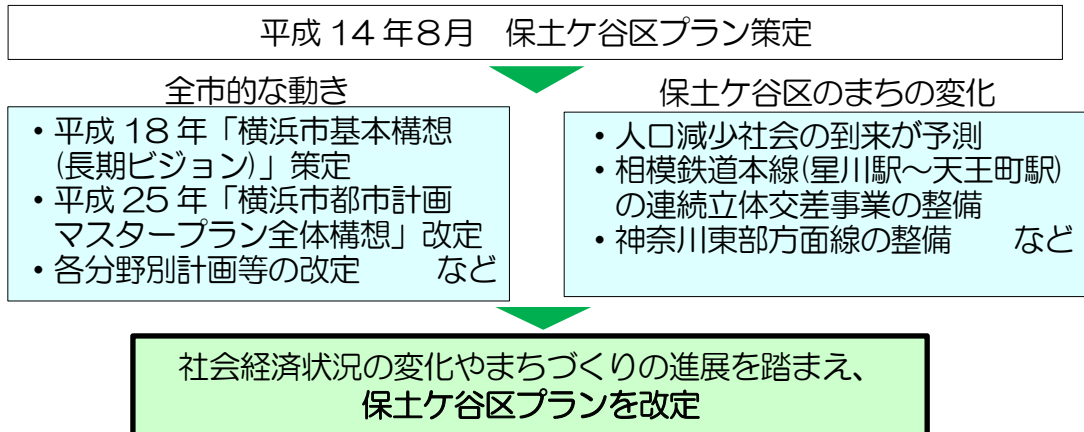 平成14年8月　保土ケ谷区プラン策定
全市的な動き
・平成18年「横浜市基本構想
(長期ビジョン)」策定
・平成25年「横浜市都市計画
マスタープラン全体構想」改定
・各分野別計画等の改定　　など
保土ケ谷区のまちの変化
・人口減少社会の到来が予測
・相模鉄道本線(星川駅～天王町駅)
の連続立体交差事業の整備
・神奈川東部方面線の整備　　など
社会経済状況の変化やまちづくりの進展を踏まえ、
保土ケ谷区プランを改定